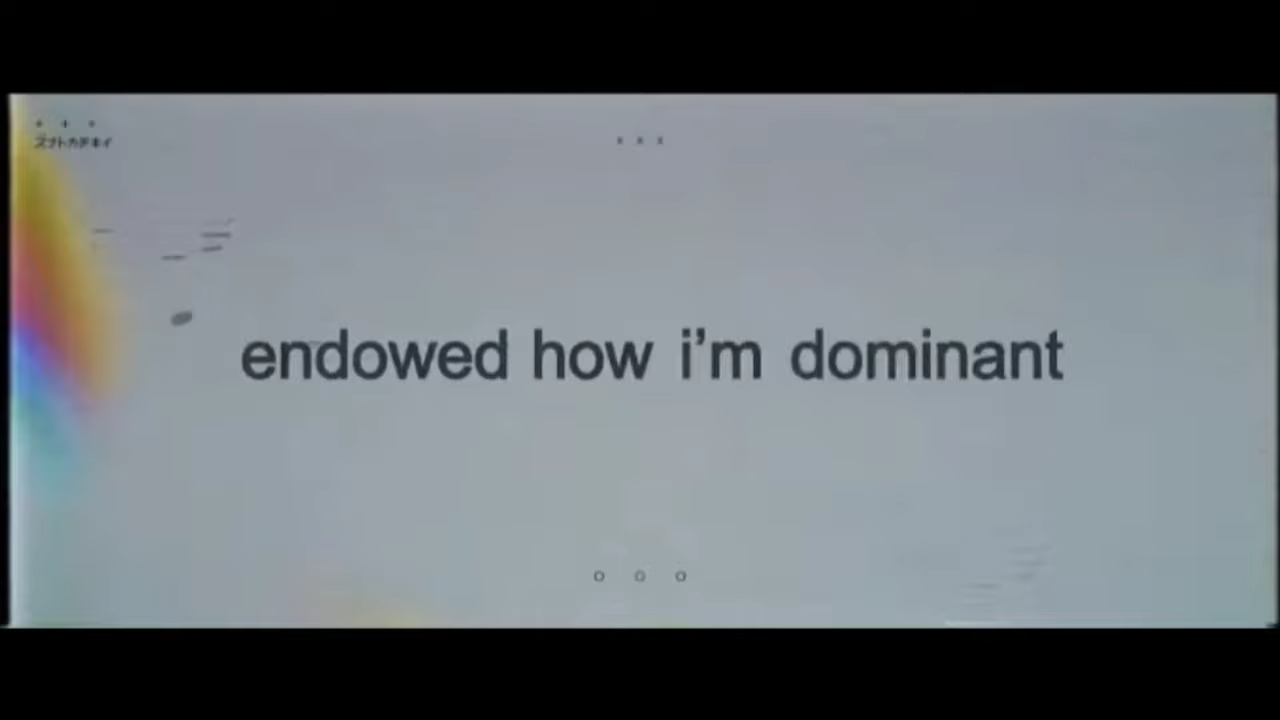 x x x
endowed how i’m dominant
o o o